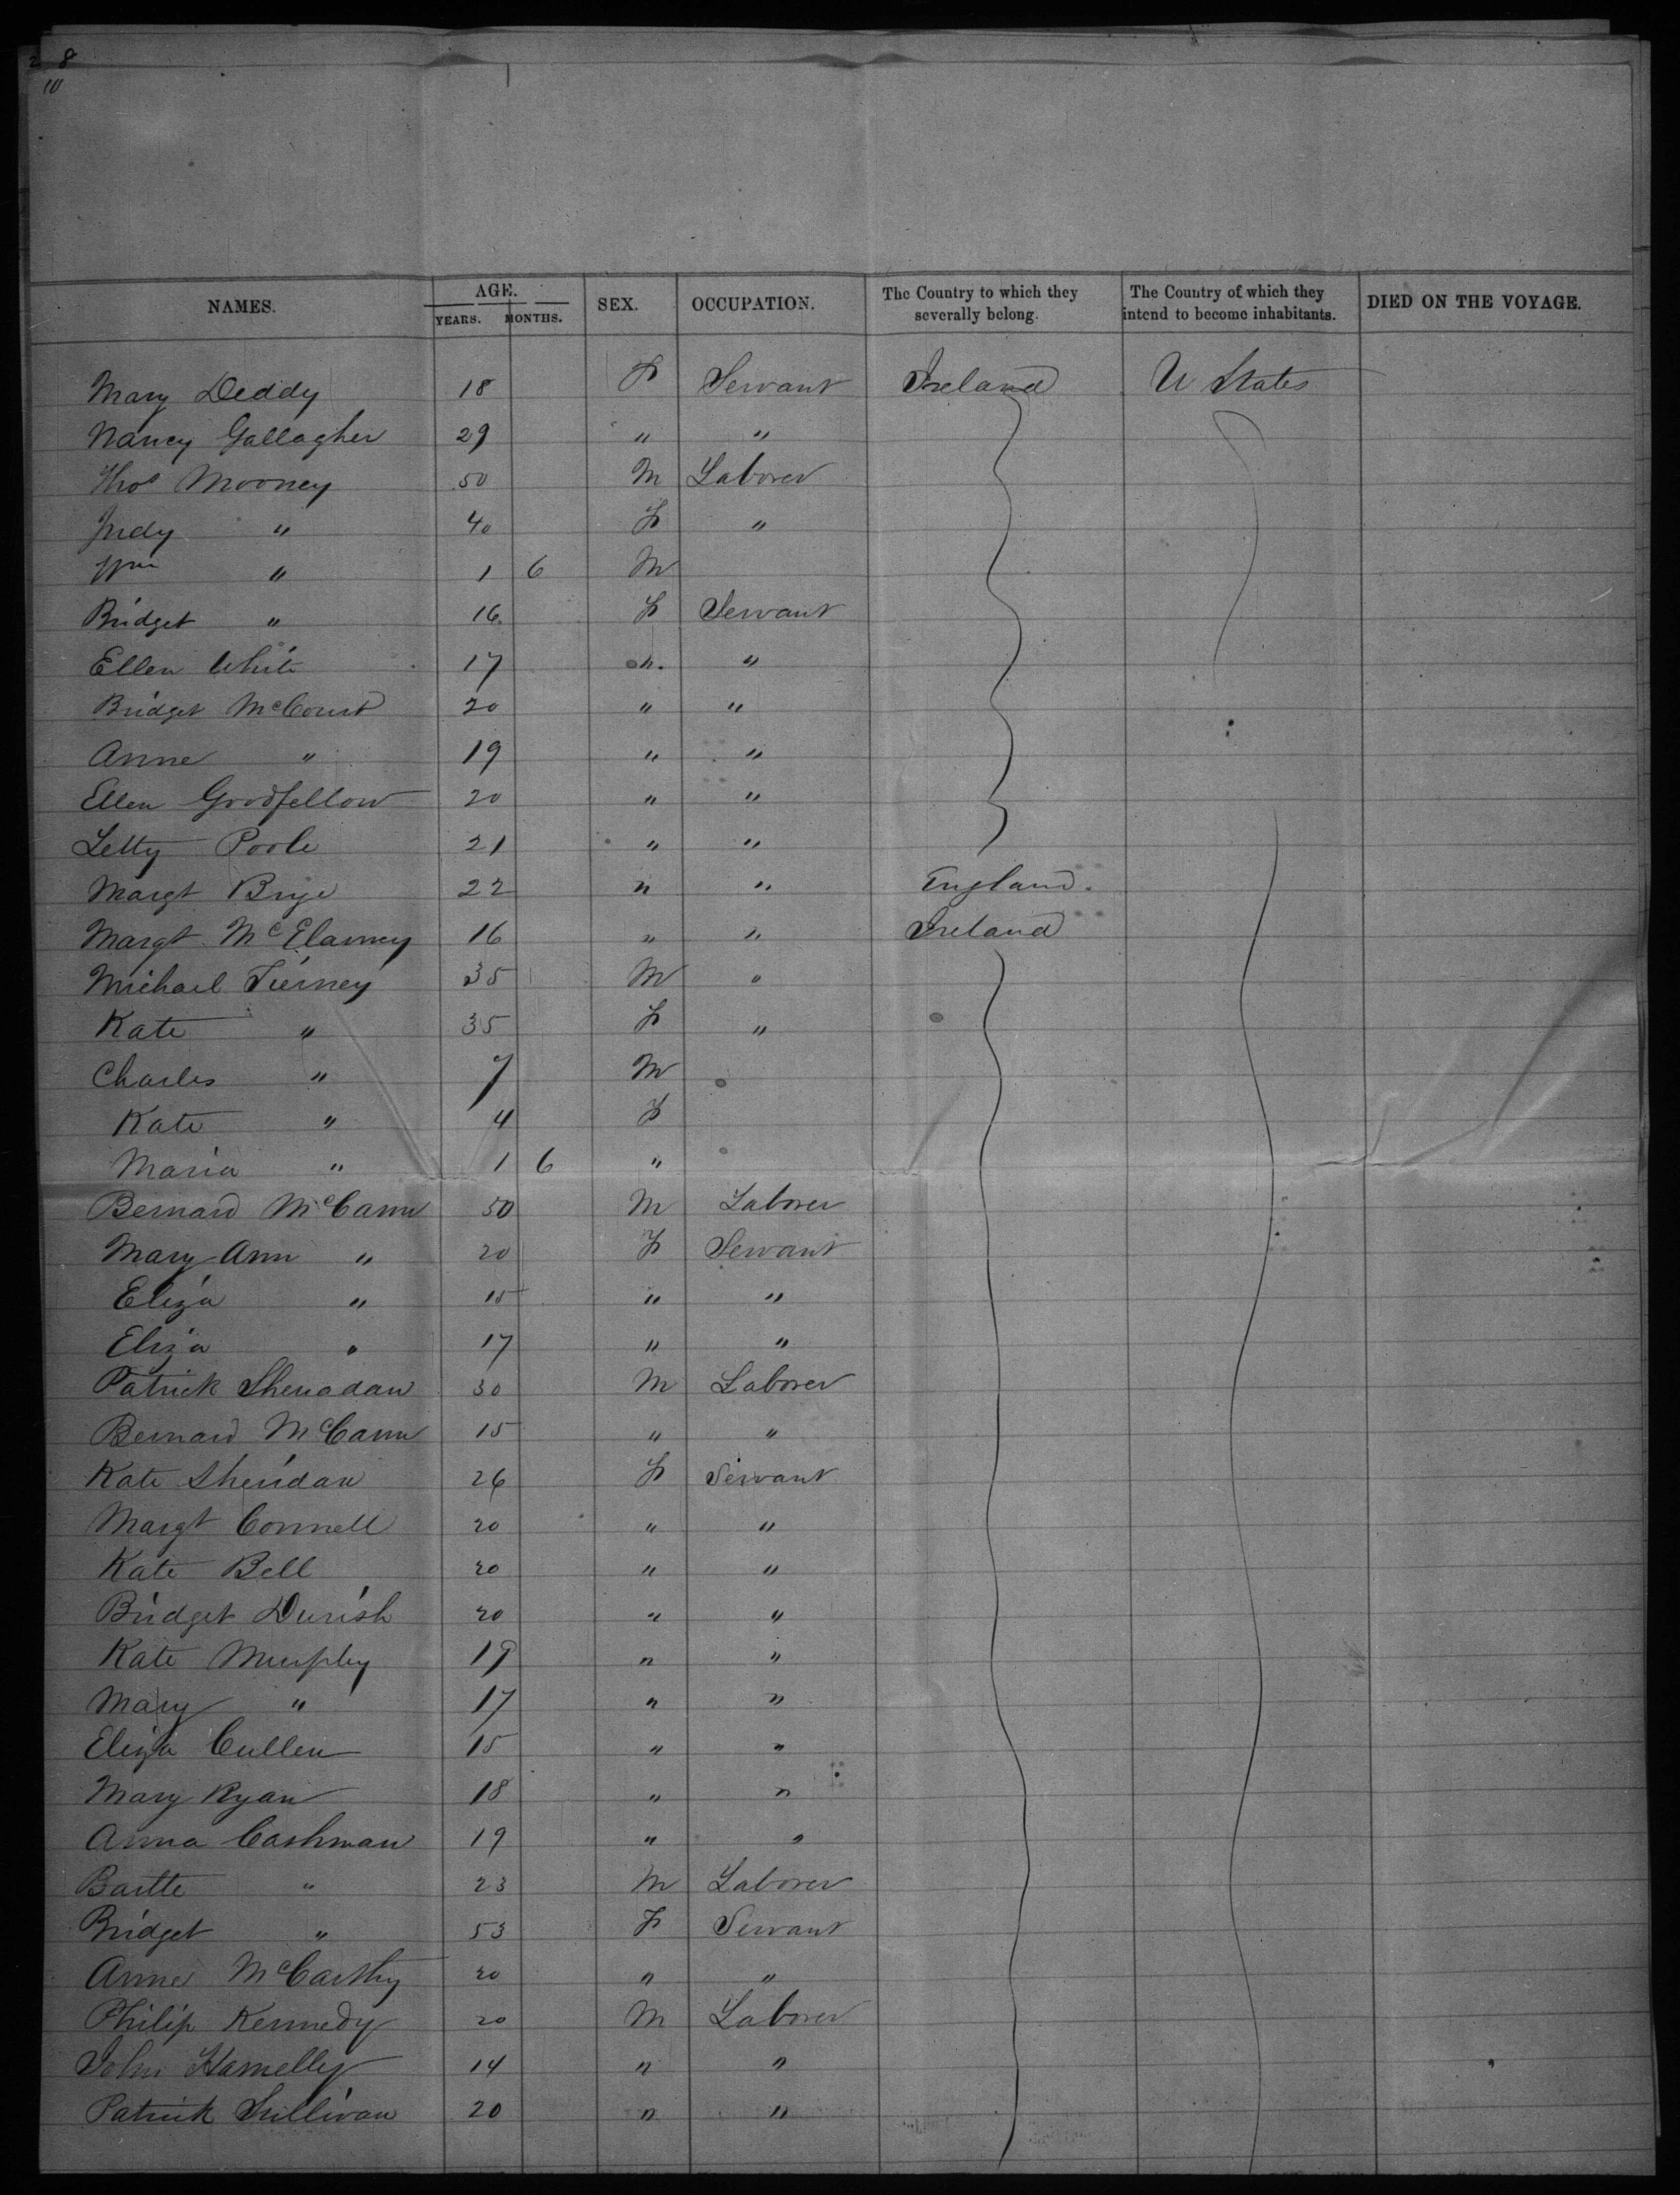 2 8
10
NAMES. AGE. YEARS. MONTHS. SEX. OCCUPATION. The Country to which they severally belong. The Country of which they intend to become inhabitants. DIED ON THE VOYAGE.
Mary Deddy 18 F Servant Ireland U States
Nancy Gallagher 29 " "
Thos Mooney 50 M Laborer
Judy " 40 F "
Wm " 1 6 M
Bridget " 16 F Servant
Ellen White 17 " "
Bridget McCourt 20 " "
Anne " 19 " "
Ellen Goodfellow 20 " "
Letty Poole 21 " "
Margt Brye 22 " " England.
Margt McElarney 16 " " Ireland
Michael Tierney 35 M "
Kate " 35 F "
Charles " 7 M
Kate " 4 F
Maria " 1 6 "
Bernard McCann 50 M Laborer
Mary Ann " 20 F Servant
Eliza " 15 " "
Eliza " 17 " "
Patrick Sheradan 30 M Laborer
Bernard McCann 15 " "
Kate Sheridan 26 F Servant
Margt Connell 20 " "
Kate Bell 20 " "
Bridget Durish 20 " "
Kate Murphy 19 " "
Mary " 17 " "
Eliza Cullen 15 " "
Mary Ryan 18 " "
Anna Cashman 19 " "
Bartte " 23 M Laborer
Bridget " 53 F Servant
Anne McCarthy 20 " "
Philip Kennedy 20 M Laborer
John Hamelly 14 " "
Patrick Sullivan 20 " "